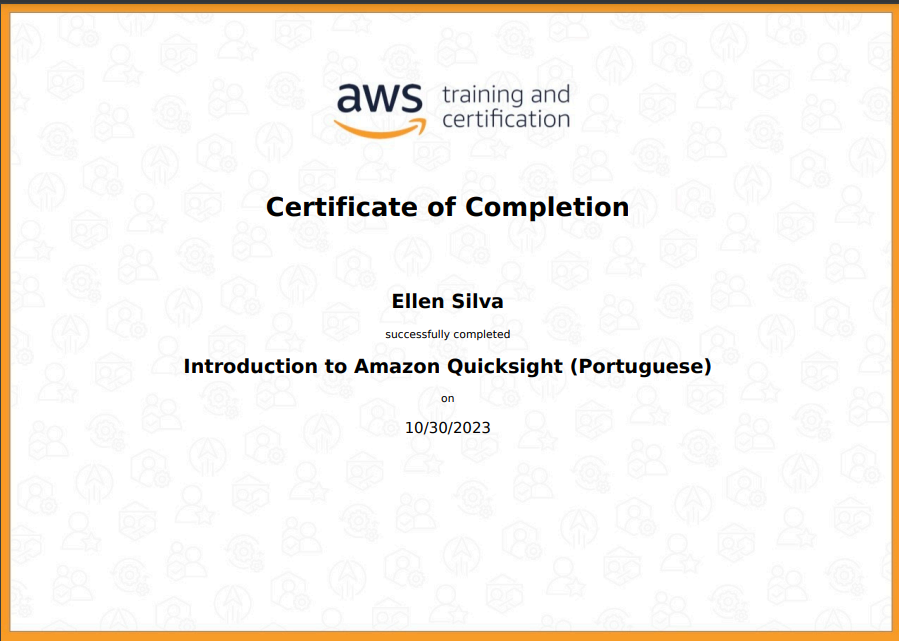 aws training and
certification
Certificate of Completion
Ellen Silva
successfully completed
Introduction to Amazon Quicksight (Portuguese)
on
10/30/2023